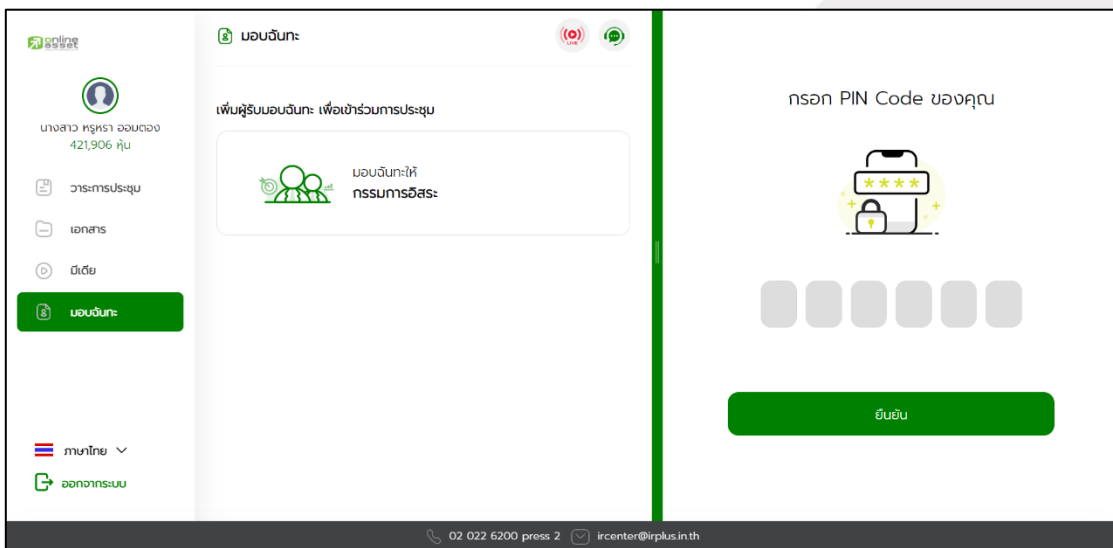 online
asset
นางสาว หรูหรา ออมตอง
421,906 หุ้น
วาระการประชุม
เอกสาร
มีเดีย
มอบฉันทะ
ภาษาไทย
ออกจากระบบ
มอบฉันทะ
LIVE
เพิ่มผู้รับมอบฉันทะ เพื่อเข้าร่วมการประชุม
มอบฉันทะให้
กรรมการอิสระ
กรอก PIN Code ของคุณ
****
ยืนยัน
02 022 6200 press 2 ircenter@irplus.in.th